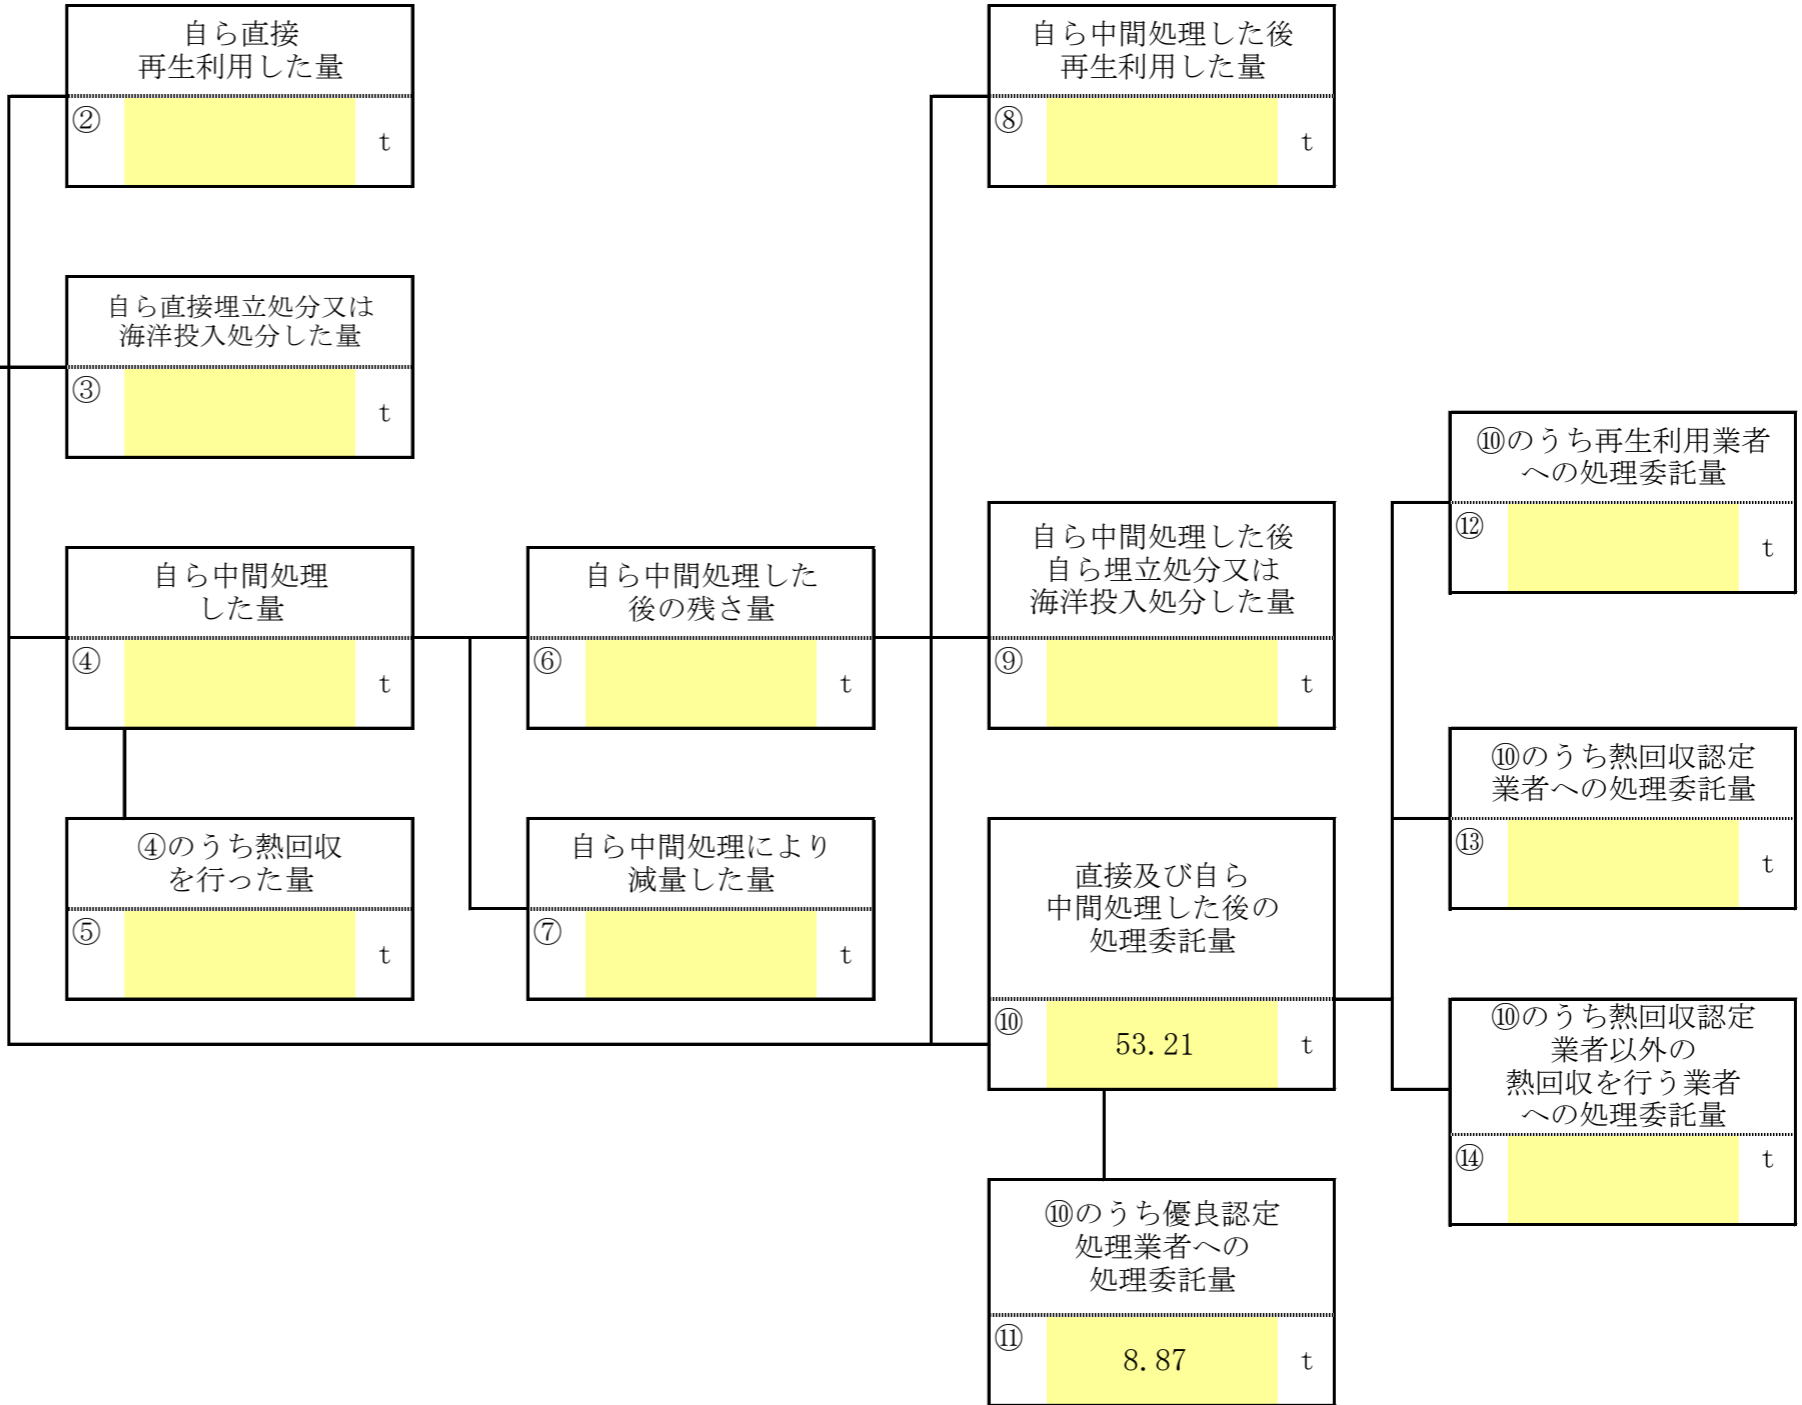 自ら直接
再生利用した量
②
t
自ら中間処理した後
再生利用した量
⑧
t
自ら直接埋立処分又は
海洋投入処分した量
③
t
⑩のうち再生利用業者
への処理委託量
⑫
t
自ら中間処理
した量
④
t
自ら中間処理した
後の残さ量
⑥
t
自ら中間処理した後
自ら埋立処分又は
海洋投入処分した量
⑨
t
⑩のうち熱回収認定
業者への処理委託量
⑬
t
④のうち熱回収
を行った量
⑤
t
自ら中間処理により
減量した量
⑦
t
直接及び自ら
中間処理した後の
処理委託量
⑩
53.21
t
⑩のうち熱回収認定
業者以外の
熱回収を行う業者
への処理委託量
⑭
t
⑩のうち優良認定
処理業者への
処理委託量
⑪
8.87
t